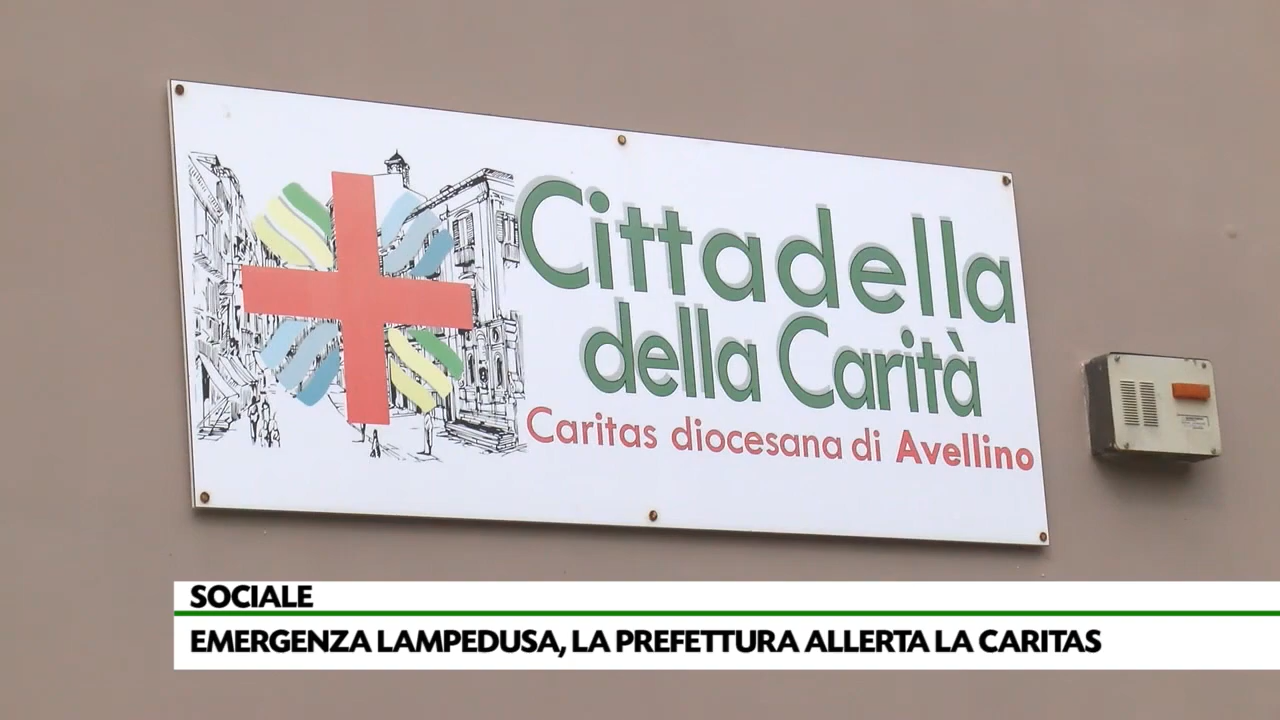 Cittadella
della Carità
Caritas diocesana di Avellino
SOCIALE
EMERGENZA LAMPEDUSA, LA PREFETTURA ALLERTA LA CARITAS